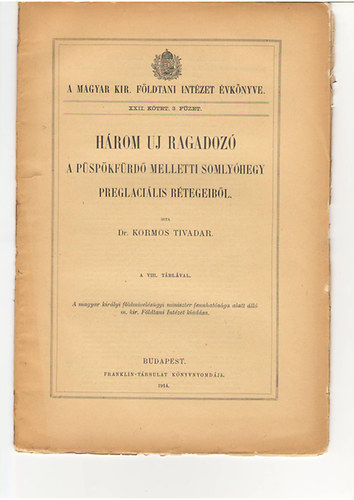 A MAGYAR KIR. FÖLDTANI INTÉZET ÉVKÖNYVE.
XXII. KÖTET. 3. FÜZET.
HÁROM UJ RAGADOZÓ
A PÜSPÖKFÜRDŐ MELLETTI SOMLYÓHEGY
PREGLACIÁLIS RÉTEGEIBŐL.
IRTA
Dr. KORMOS TIVADAR.
A VIII. TÁBLÁVAL.
A magyar királyi földmivelésügyi miniszter fennhatósága alatt álló
m. kir. Földtani Intézet kiadása.
BUDAPEST.
FRANKLIN-TÁRSULAT KÖNYVNYOMDÁJA.
1914.